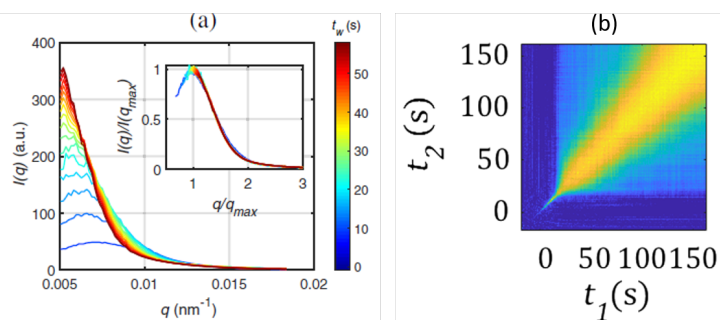 (a)
t_w (s)
400
300
200
100
0
I(q) (a.u.)
0.005
0.01
0.015
0.02
q (nm⁻¹)
1
0.5
0
I(q)/I(q_max)
1
2
3
q/q_max
50
40
30
20
10
0
(b)
150
100
50
0
t_2 (s)
0 50 100 150
t_1(s)